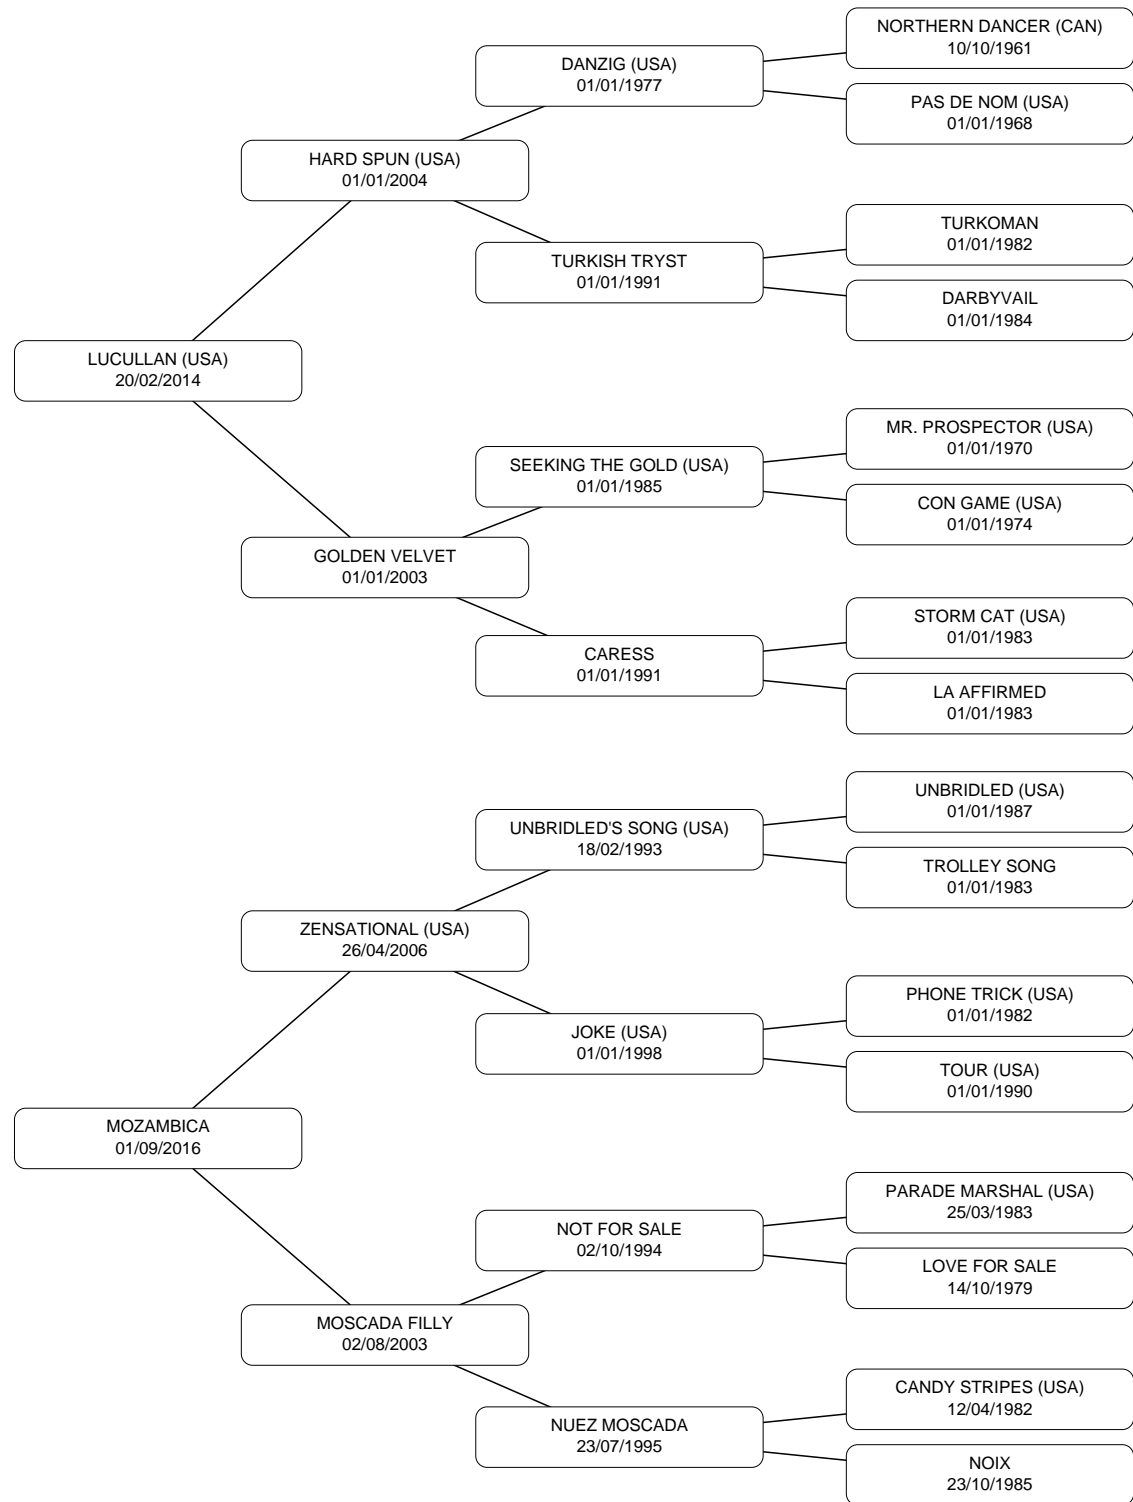 NORTHERN DANCER (CAN)
10/10/1961
DANZIG (USA)
01/01/1977
PAS DE NOM (USA)
01/01/1968
HARD SPUN (USA)
01/01/2004
TURKOMAN
01/01/1982
TURKISH TRYST
01/01/1991
DARBYVAIL
01/01/1984
LUCULLAN (USA)
20/02/2014
MR. PROSPECTOR (USA)
01/01/1970
SEEKING THE GOLD (USA)
01/01/1985
CON GAME (USA)
01/01/1974
GOLDEN VELVET
01/01/2003
STORM CAT (USA)
01/01/1983
CARESS
01/01/1991
LA AFFIRMED
01/01/1983
UNBRIDLED (USA)
01/01/1987
UNBRIDLED'S SONG (USA)
18/02/1993
TROLLEY SONG
01/01/1983
ZENSATIONAL (USA)
26/04/2006
PHONE TRICK (USA)
01/01/1982
JOKE (USA)
01/01/1998
TOUR (USA)
01/01/1990
MOZAMBICA
01/09/2016
PARADE MARSHAL (USA)
25/03/1983
NOT FOR SALE
02/10/1994
LOVE FOR SALE
14/10/1979
MOSCADA FILLY
02/08/2003
CANDY STRIPES (USA)
12/04/1982
NUEZ MOSCADA
23/07/1995
NOIX
23/10/1985